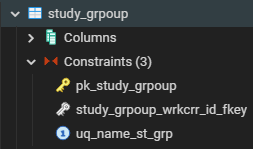 study_grpoup
Columns
Constraints (3)
pk_study_grpoup
study_grpoup_wrkcrr_id_fkey
uq_name_st_grp